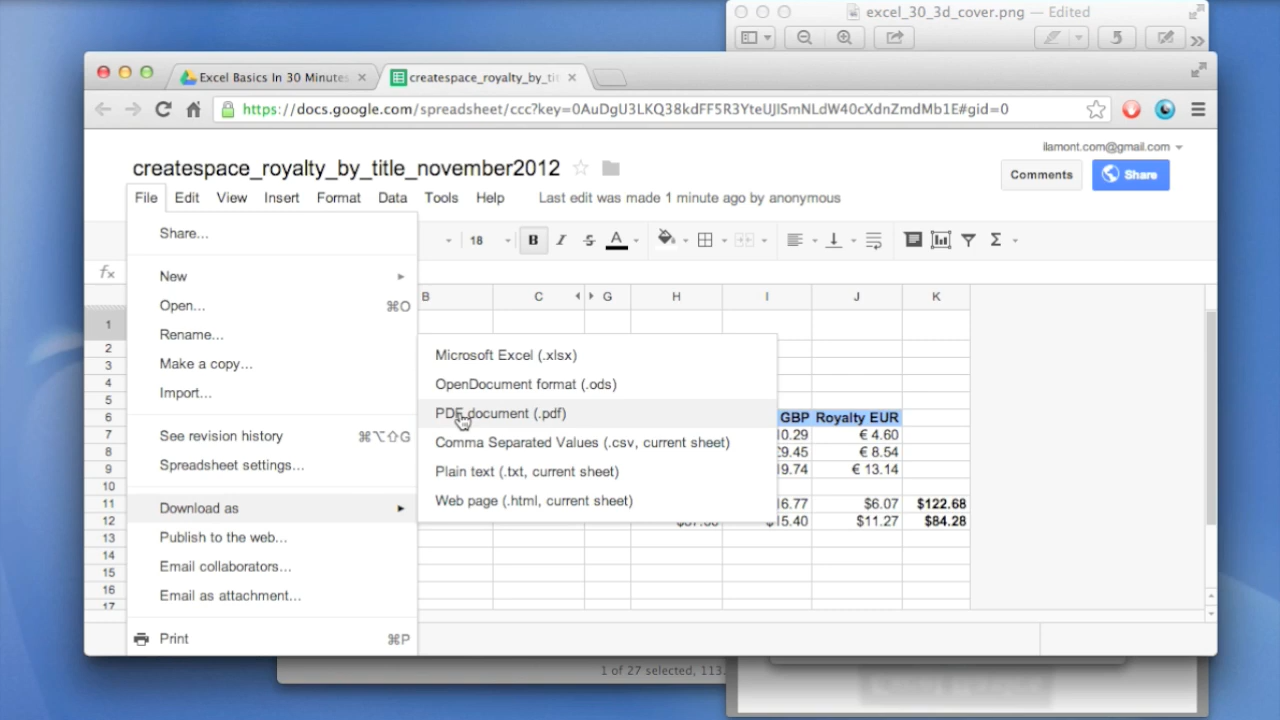 excel_30_3d_cover.png — Edited
Excel Basics In 30 Minutes
createspace_royalty_by_tit
https://docs.google.com/spreadsheet/ccc?key=0AuDgU3LKQ38kdFF5R3YteUJlSmNLdW40cXdnZmdMb1E#gid=0
ilamont.com@gmail.com
createspace_royalty_by_title_november2012
Comments
Share
File Edit View Insert Format Data Tools Help Last edit was made 1 minute ago by anonymous
Share...
18 B I S A Σ
fx
New
B C G H I J K
Open... ⌘O
1
Rename...
2
Microsoft Excel (.xlsx)
3
Make a copy...
4
OpenDocument format (.ods)
Import...
5
PDF document (.pdf)
6 GBP Royalty EUR
See revision history ⌘⌥⇧G
7 € 4.60
Comma Separated Values (.csv, current sheet)
8 € 8.54
Spreadsheet settings...
9 € 13.14
Plain text (.txt, current sheet)
10
Web page (.html, current sheet)
11 $6.07 $122.68
Download as
12 $15.40 $11.27 $84.28
Publish to the web...
13
14
Email collaborators...
15
16
Email as attachment...
17
Print ⌘P
1 of 27 selected, 113.